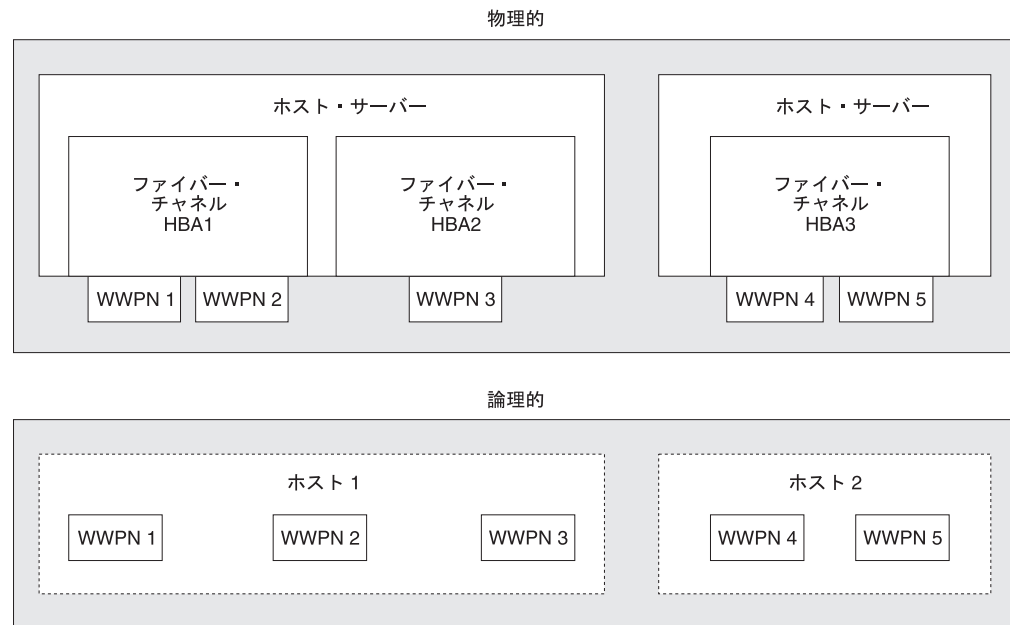 物理的
ホスト・サーバー
ホスト・サーバー
ファイバー・
チャネル
HBA1
ファイバー・
チャネル
HBA2
ファイバー・
チャネル
HBA3
WWPN 1
WWPN 2
WWPN 3
WWPN 4
WWPN 5
論理的
ホスト 1
ホスト 2
WWPN 1
WWPN 2
WWPN 3
WWPN 4
WWPN 5